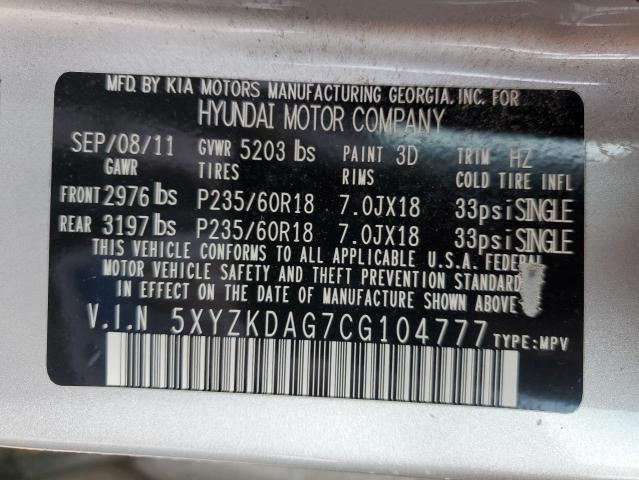 MFD. BY KIA MOTORS MANUFACTURING GEORGIA, INC. FOR
HYUNDAI MOTOR COMPANY
SEP/08/11 GVWR 5203 lbs PAINT 3D TRIM HZ
GAWR TIRES RIMS COLD TIRE INFL
FRONT 2976 lbs P235/60R18 7.0JX18 33psi SINGLE
REAR 3197 lbs P235/60R18 7.0JX18 33psi SINGLE
THIS VEHICLE CONFORMS TO ALL APPLICABLE U.S.A. FEDERAL
MOTOR VEHICLE SAFETY AND THEFT PREVENTION STANDARD
IN EFFECT ON THE DATE OF MANUFACTURE SHOWN ABOVE
V.I.N 5XYZKDAG7CG104777 TYPE:MPV